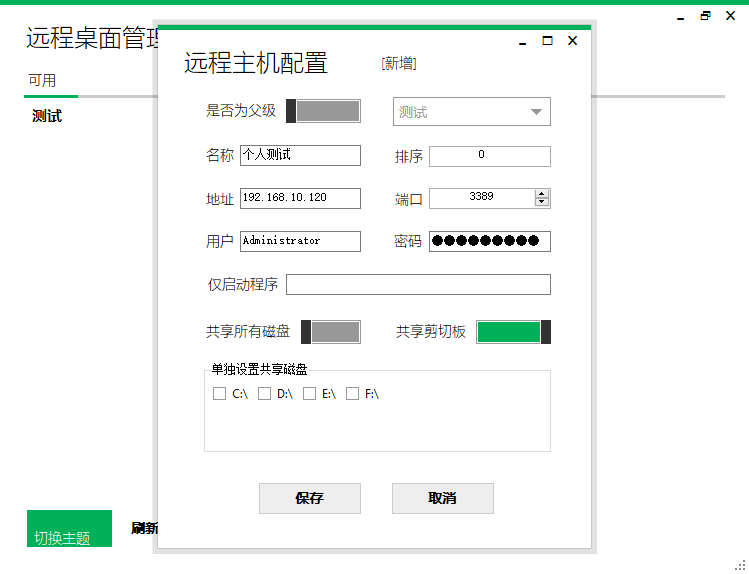 远程桌面管理
远程主机配置 [新增]
可用
是否为父级 测试
测试
名称 个人测试 排序 0
地址 192.168.10.120 端口 3389
用户 Administrator 密码 ●●●●●●●●●
仅启动程序
共享所有磁盘 共享剪切板
单独设置共享磁盘
C:\ D:\ E:\ F:\
保存 取消
切换主题 刷新